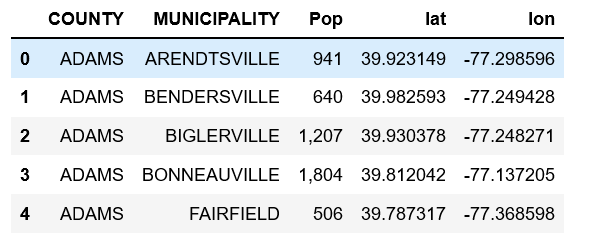 COUNTY MUNICIPALITY Pop lat lon
0 ADAMS ARENDTSVILLE 941 39.923149 -77.298596
1 ADAMS BENDERSVILLE 640 39.982593 -77.249428
2 ADAMS BIGLERVILLE 1,207 39.930378 -77.248271
3 ADAMS BONNEAUVILLE 1,804 39.812042 -77.137205
4 ADAMS FAIRFIELD 506 39.787317 -77.368598